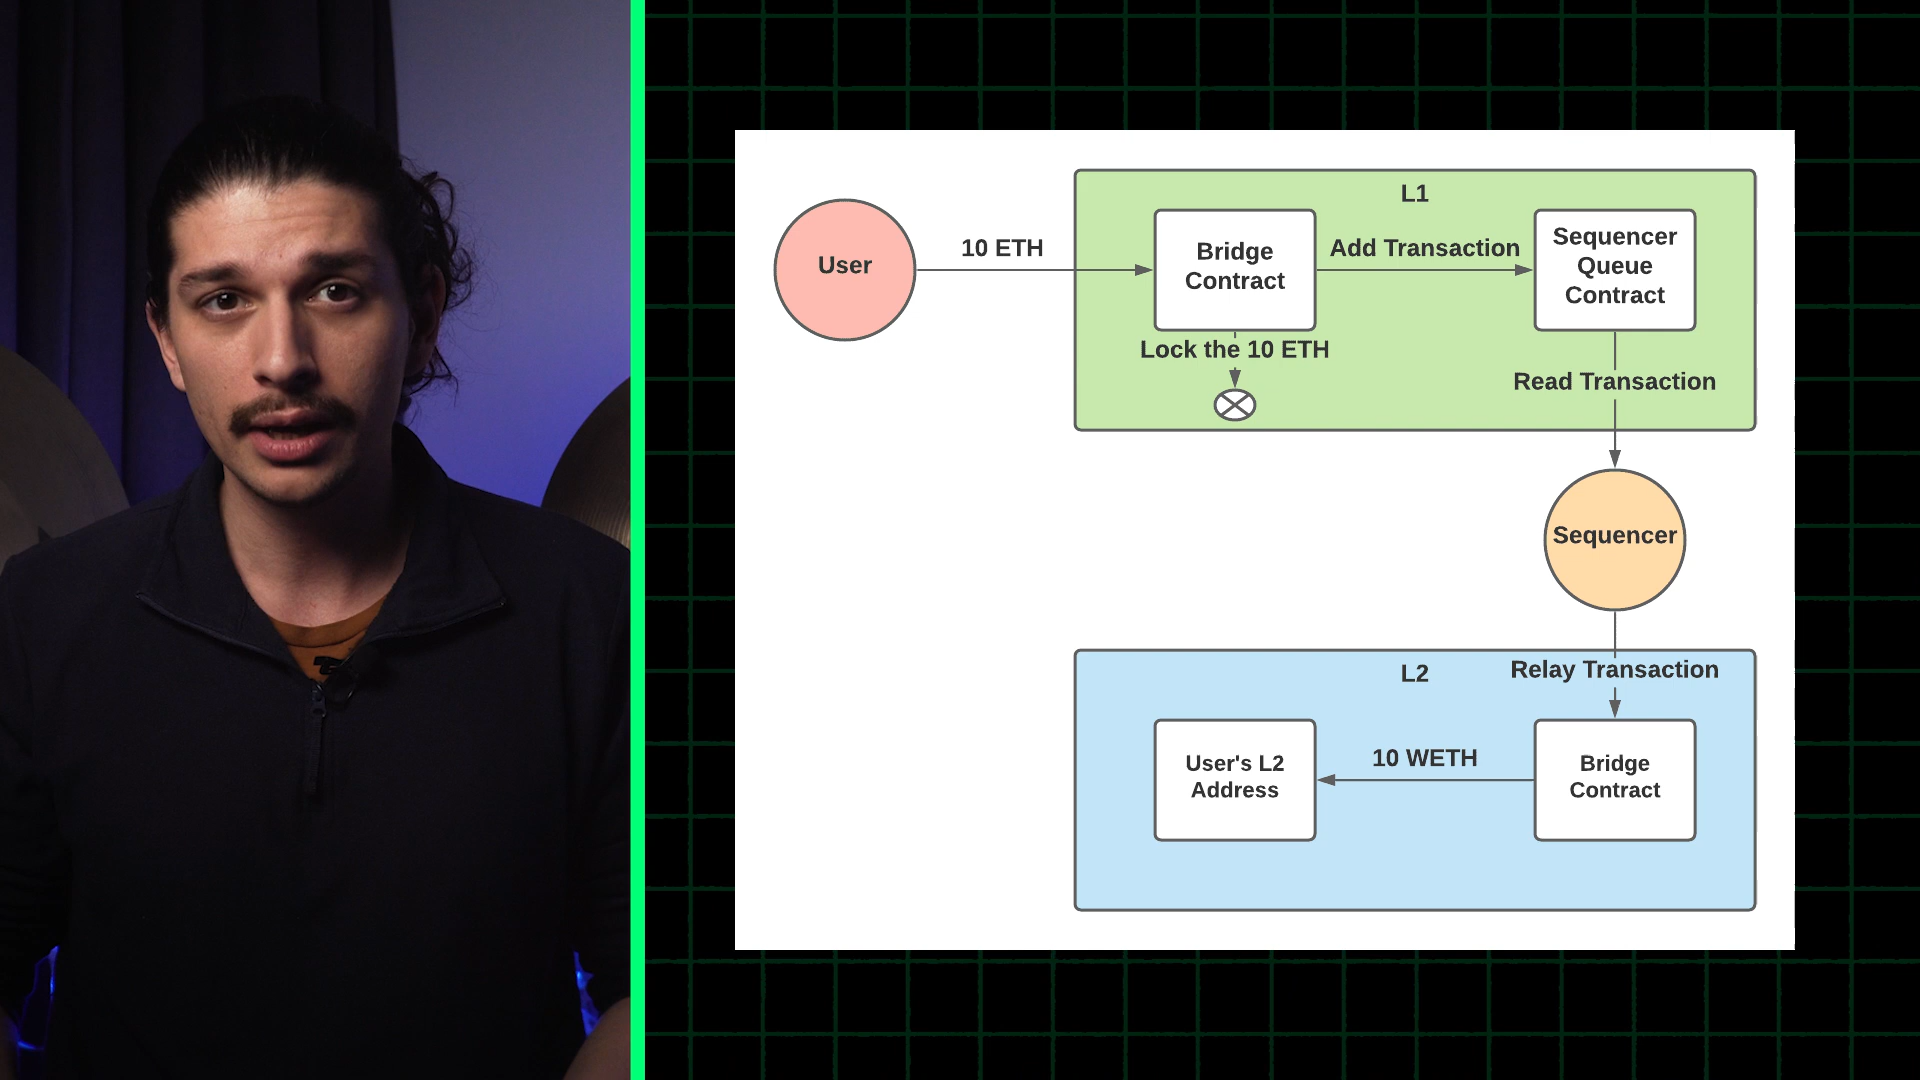 L1
User
10 ETH
Bridge
Contract
Add Transaction
Sequencer
Queue
Contract
Lock the 10 ETH
Read Transaction
Sequencer
L2
Relay Transaction
User's L2
Address
10 WETH
Bridge
Contract